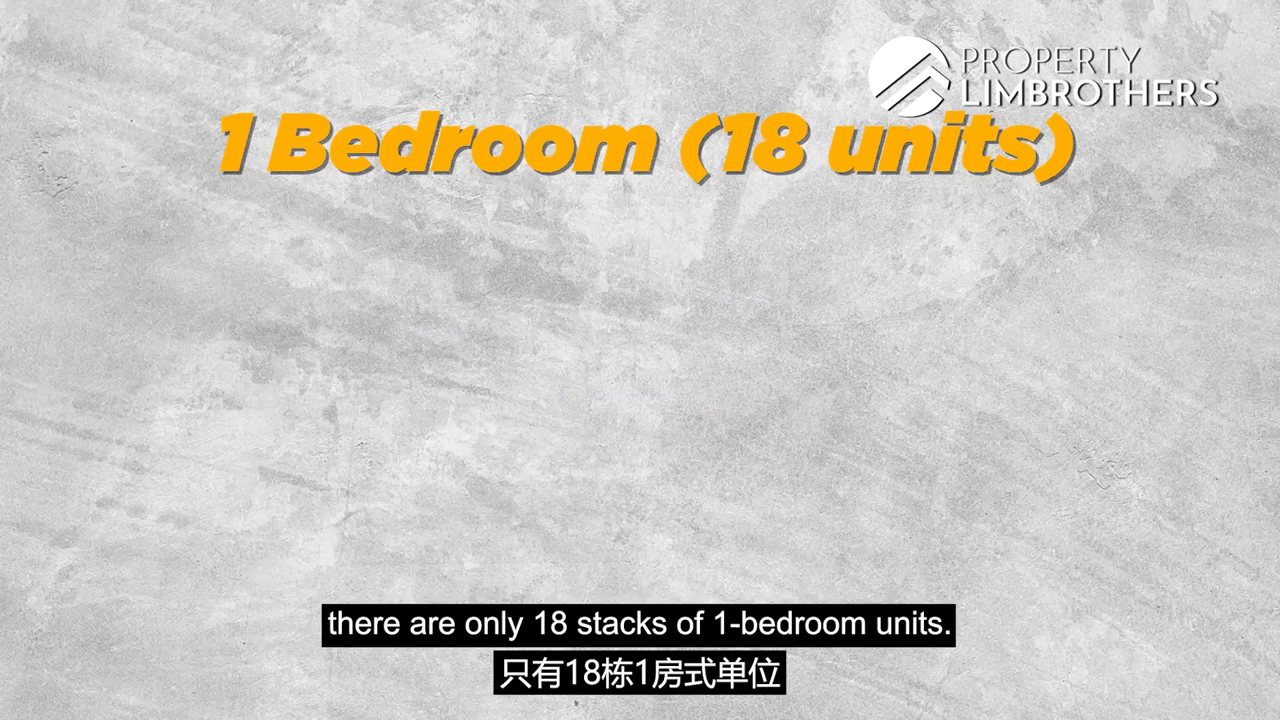 PROPERTY
LIMBROTHERS
1 Bedroom (18 units)
there are only 18 stacks of 1-bedroom units.
只有18栋1房式单位